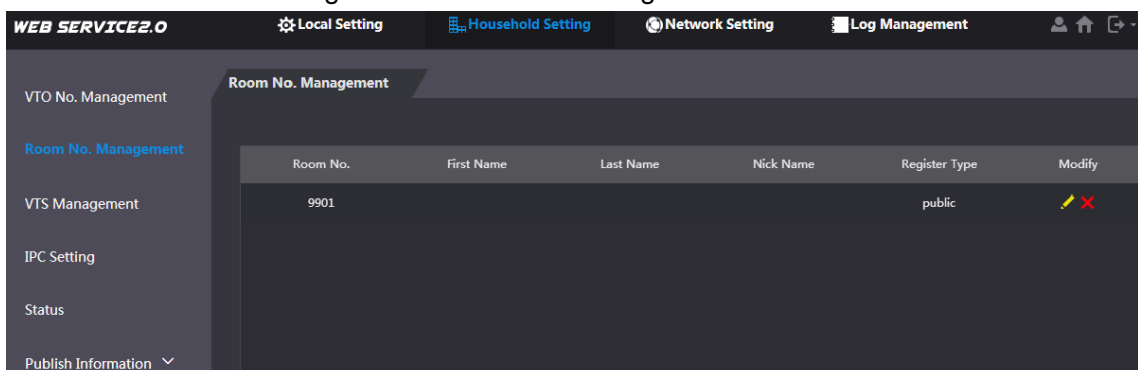 WEB SERVICE2.0 Local Setting Household Setting Network Setting Log Management
VTO No. Management
Room No. Management
VTS Management
IPC Setting
Status
Publish Information
Room No. Management
Room No. First Name Last Name Nick Name Register Type Modify
9901 public